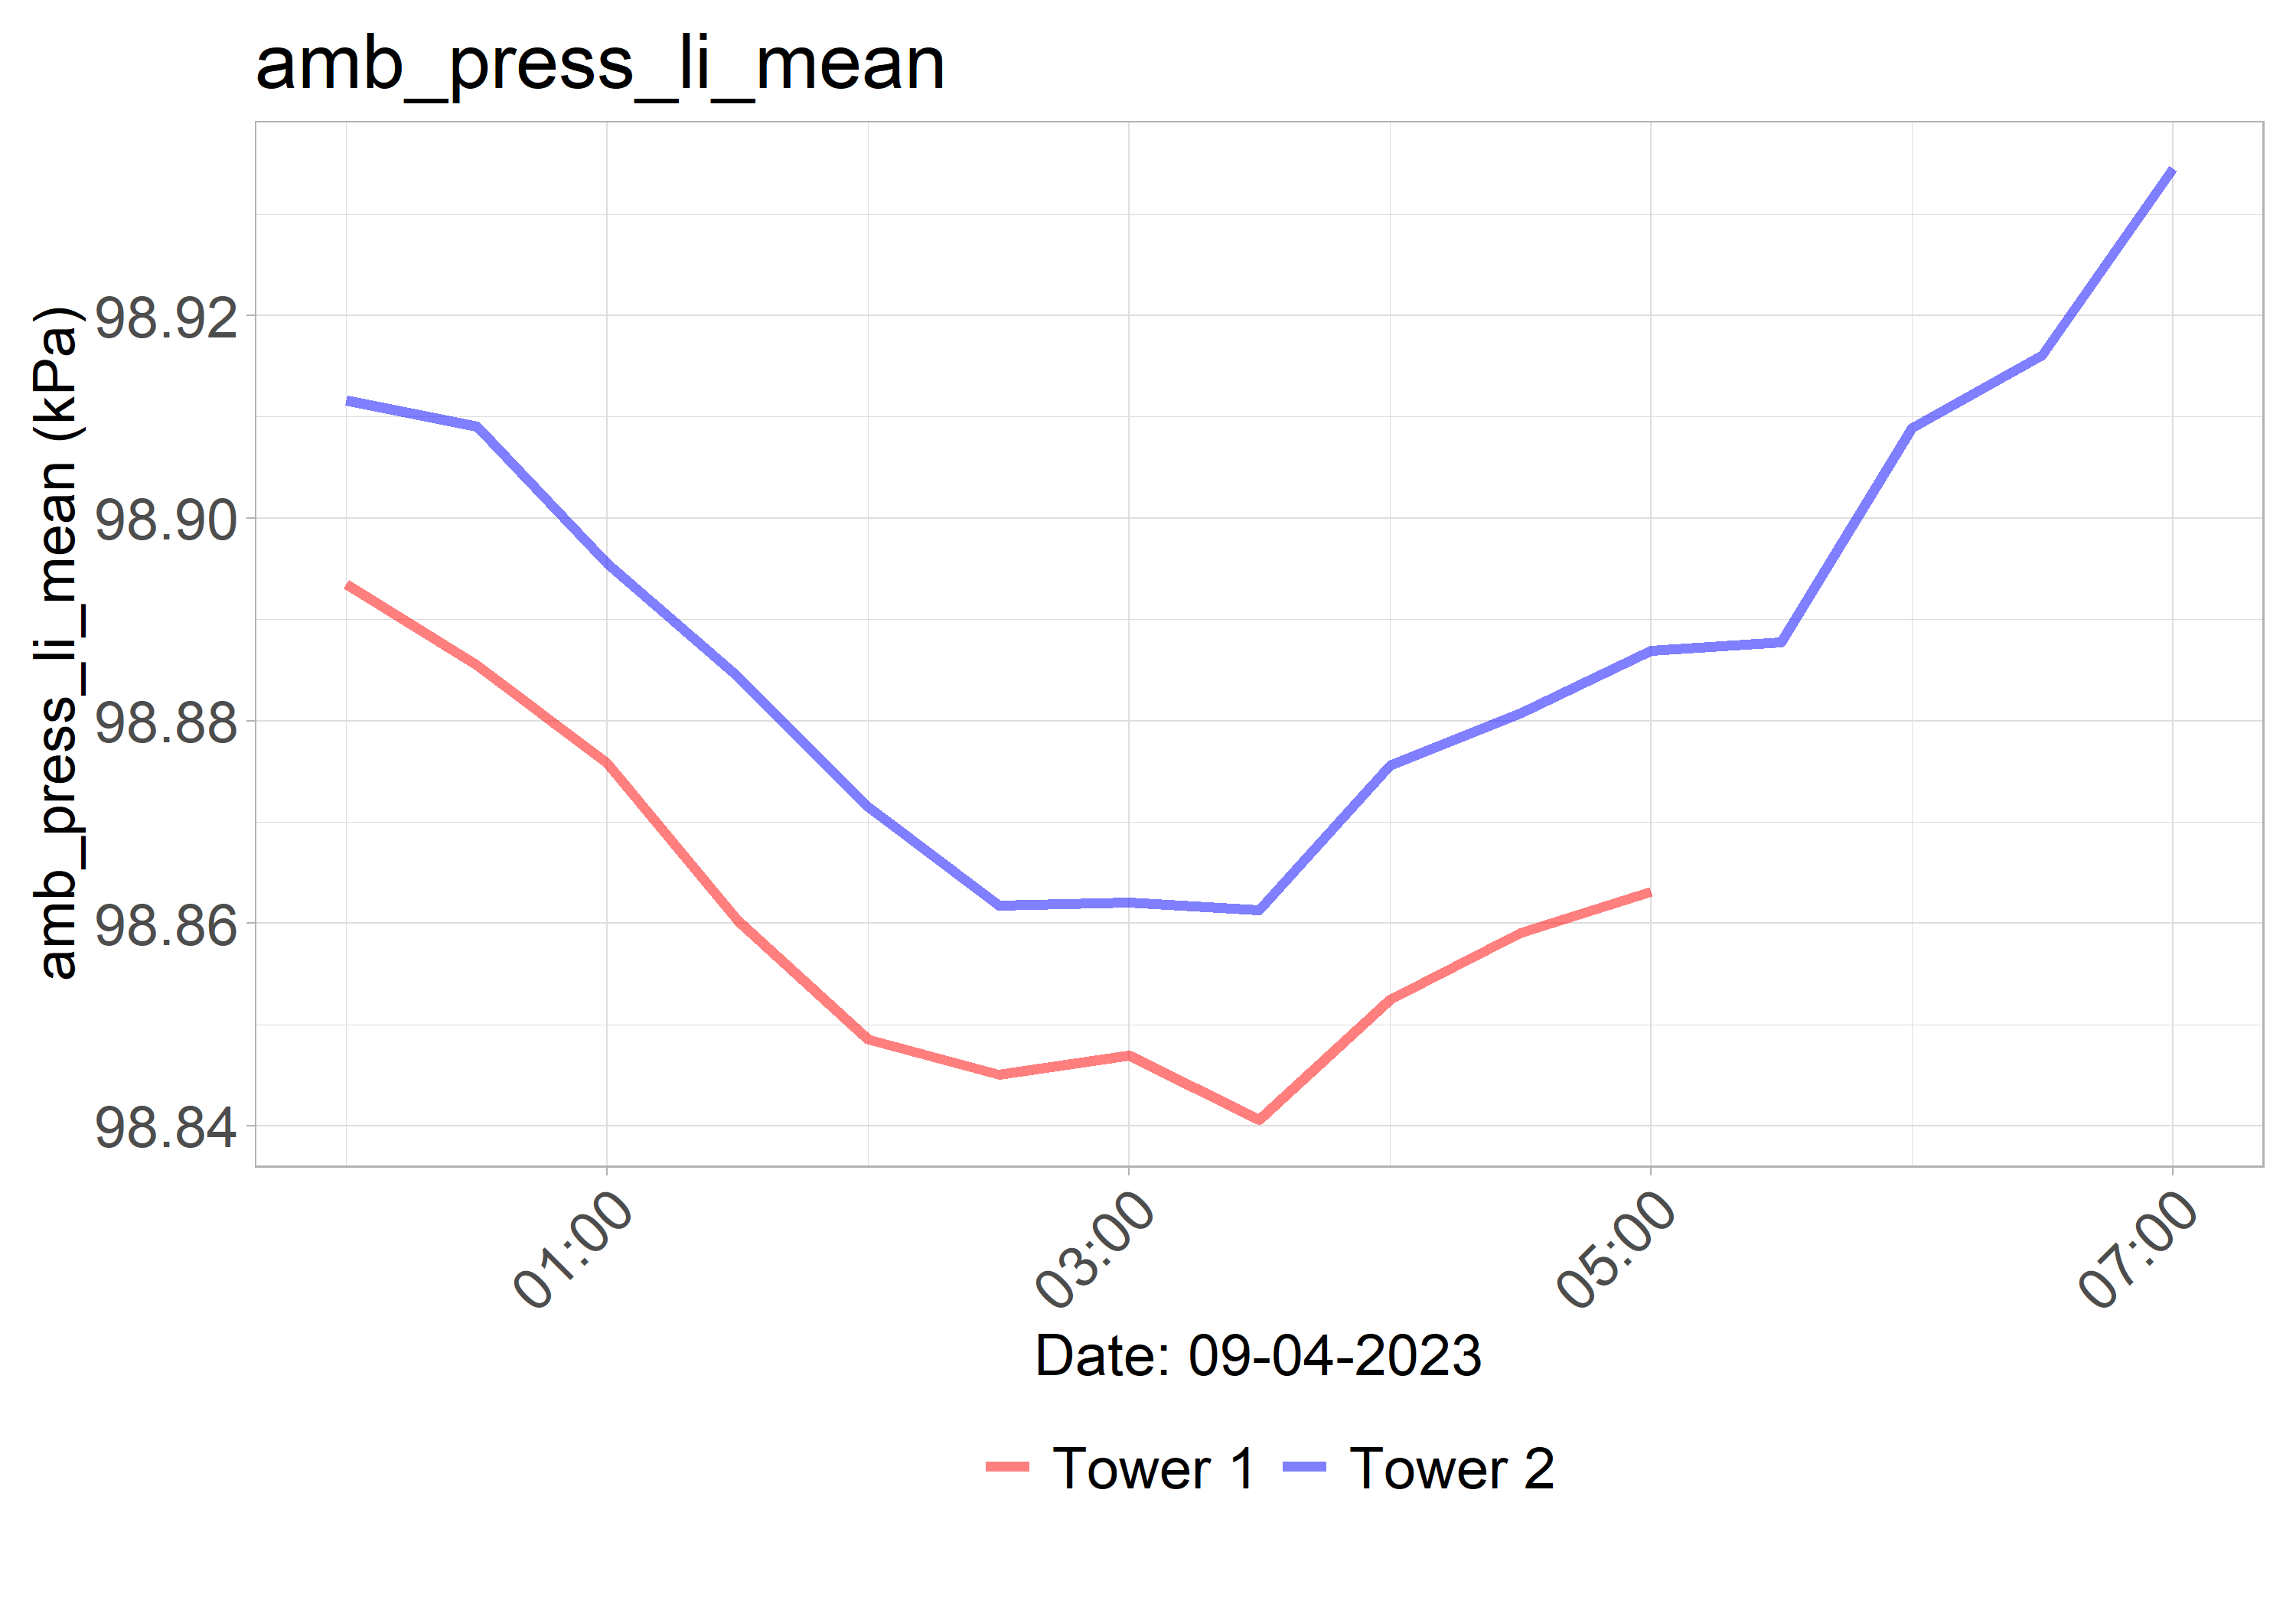 amb_press_li_mean
amb_press_li_mean (kPa)
98.92
98.90
98.88
98.86
98.84
01:00
03:00
05:00
07:00
Date: 09-04-2023
Tower 1
Tower 2